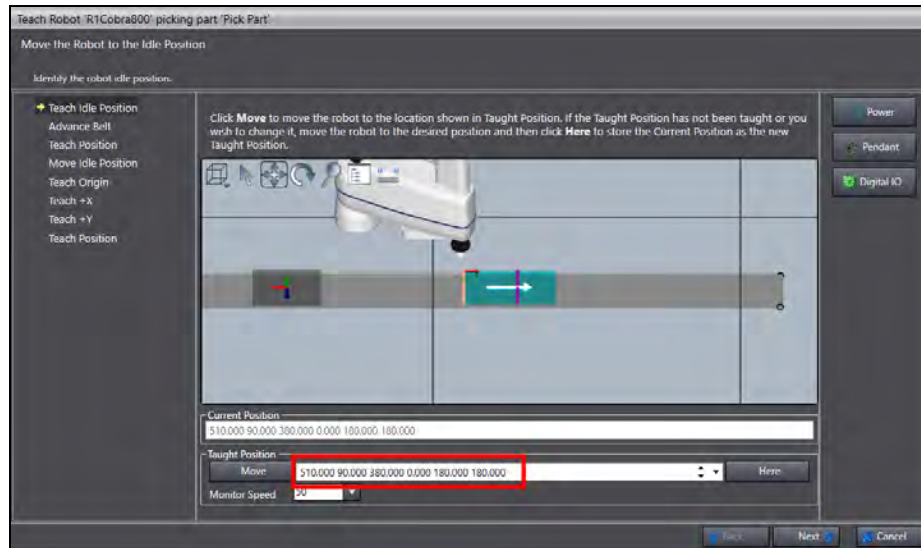 Teach Robot 'R1Cobra800' picking part 'Pick Part'
Move the Robot to the Idle Position
Identify the robot idle position.
Teach Idle Position
Advance Belt
Teach Position
Move Idle Position
Teach Origin
Teach +X
Teach +Y
Teach Position
Click Move to move the robot to the location shown in Taught Position. If the Taught Position has not been taught or you
wish to change it, move the robot to the desired position and then click Here to store the Current Position as the new
Taught Position.
Power
Pendant
Digital IO
Current Position
510.000 90.000 380.000 0.000 180.000 180.000
Taught Position
Move 510.000 90.000 380.000 0.000 180.000 180.000 Here
Monitor Speed 50
Back Next Cancel